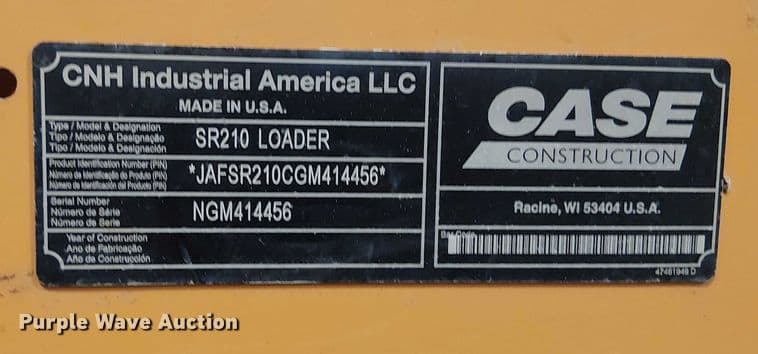 CNH Industrial America LLC
MADE IN U.S.A.
Type / Model & Designation
Tipo / Modelo & Designação
Tipo / Modelo & Designación
SR210 LOADER
Product Identification Number (PIN)
Número de Identificação do Produto (PIN)
Número de Identificación del Producto (PIN)
*JAFSR210CGM414456*
Serial Number
Número de Série
Número de Serie
NGM414456
Year of Construction
Ano de Fabricação
Año de Construcción
CASE
CONSTRUCTION
Racine, WI 53404 U.S.A.
Bar Code
47461949 D
Purple Wave Auction